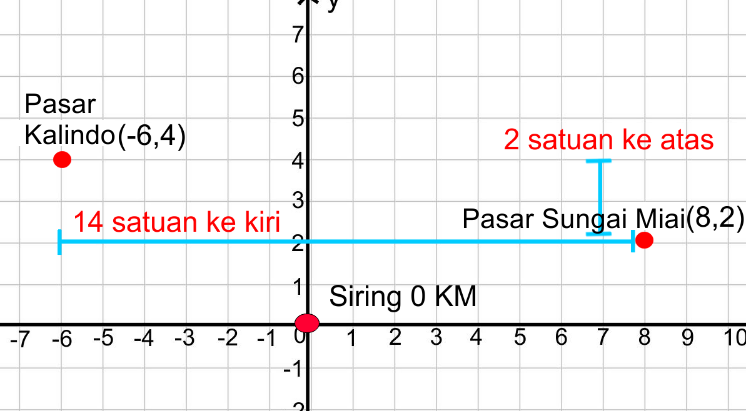 y
7
6
Pasar
Kalindo(-6,4)
5
2 satuan ke atas
4
3
14 satuan ke kiri
Pasar Sungai Miai(8,2)
2
1
Siring 0 KM
-7 -6 -5 -4 -3 -2 -1 0 1 2 3 4 5 6 7 8 9 10
-1